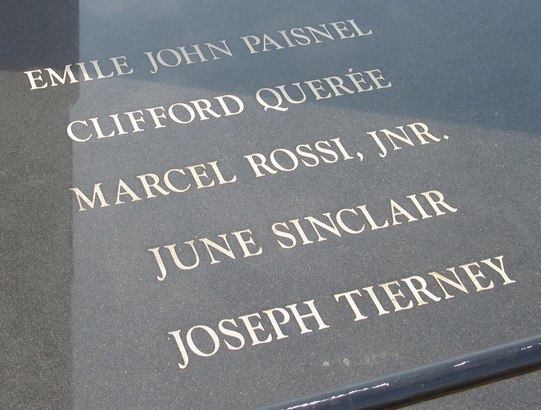 EMILE JOHN PAISNEL
CLIFFORD QUERÉE
MARCEL ROSSI, JNR.
JUNE SINCLAIR
JOSEPH TIERNEY